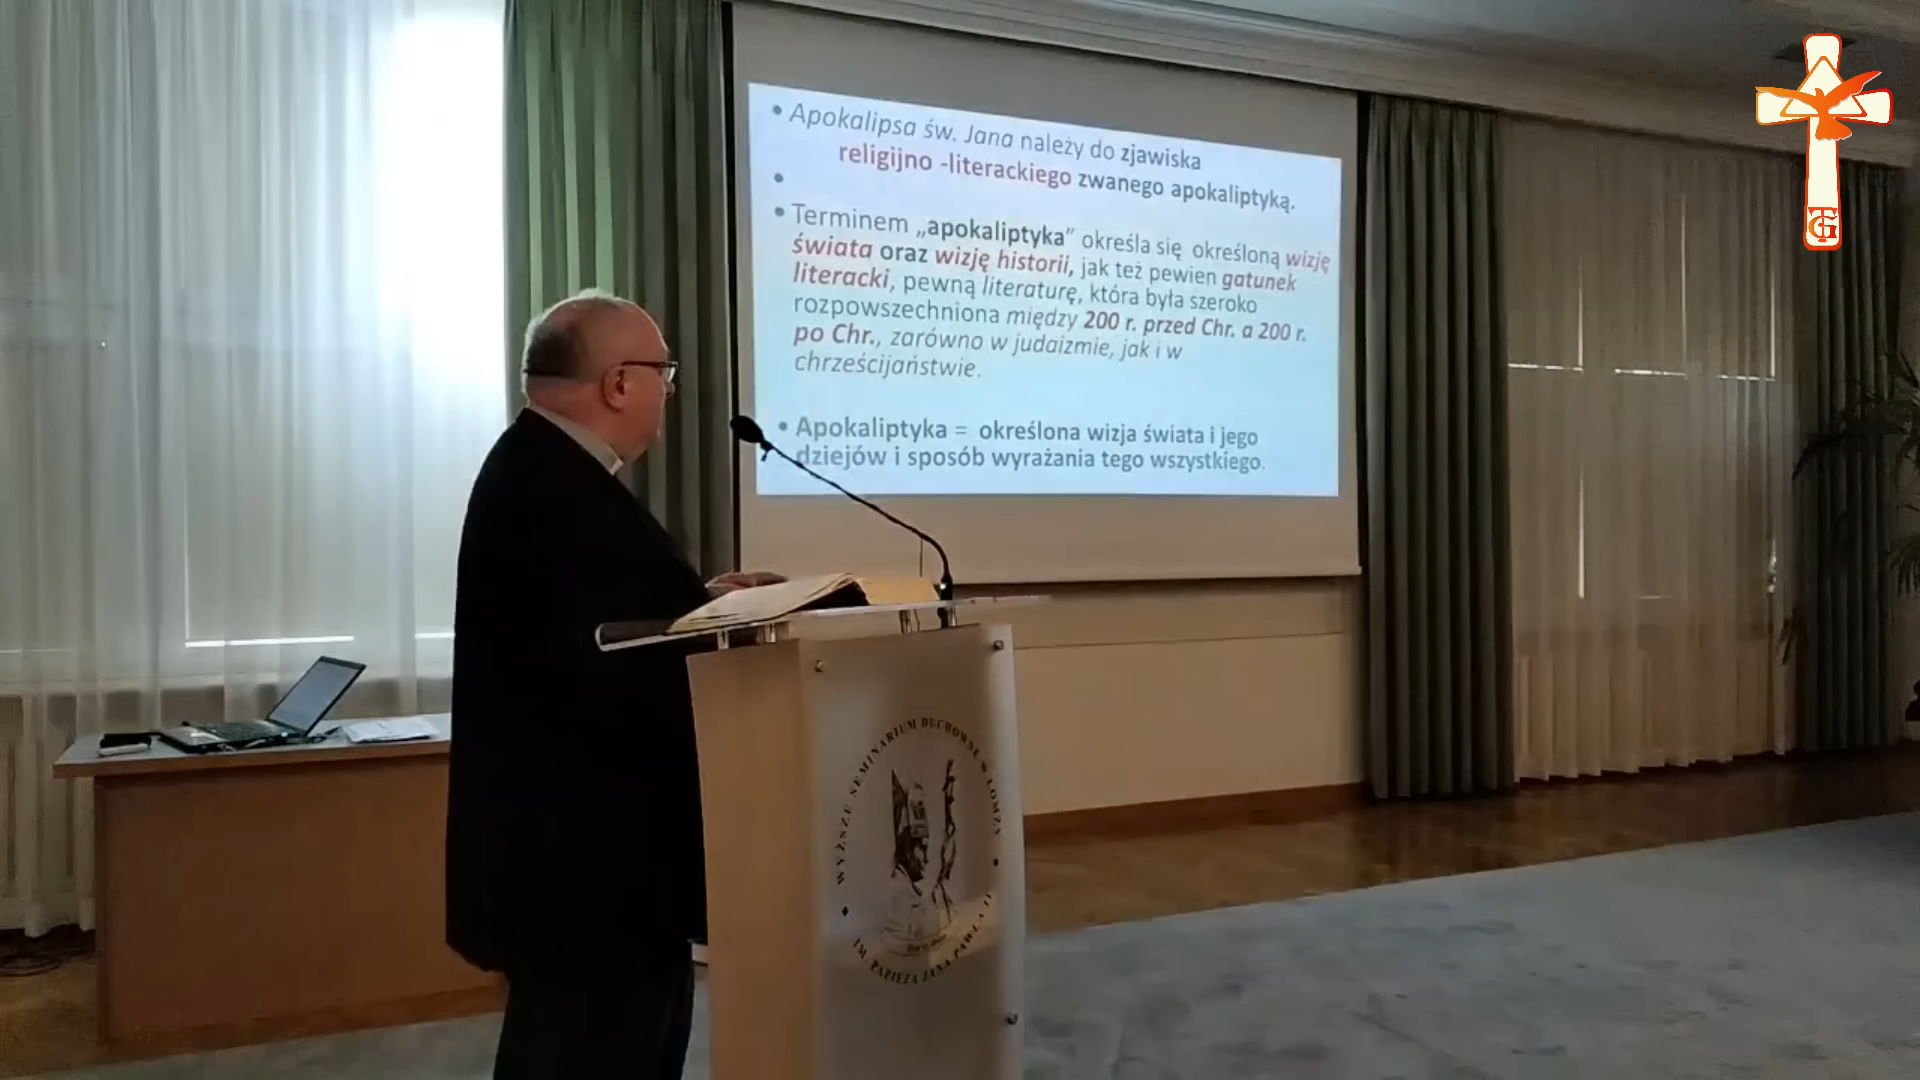 • Apokalipsa św. Jana należy do zjawiska
religijno -literackiego zwanego apokaliptyką.
•
• Terminem „apokaliptyka” określa się określoną wizję
świata oraz wizję historii, jak też pewien gatunek
literacki, pewną literaturę, która była szeroko
rozpowszechniona między 200 r. przed Chr. a 200 r.
po Chr., zarówno w judaizmie, jak i w
chrześcijaństwie.
• Apokaliptyka = określona wizja świata i jego
dziejów i sposób wyrażania tego wszystkiego.
WYŻSZE SEMINARIUM DUCHOWNE W ŁOMŻY
IM. PAPIEŻA JANA PAWŁA II